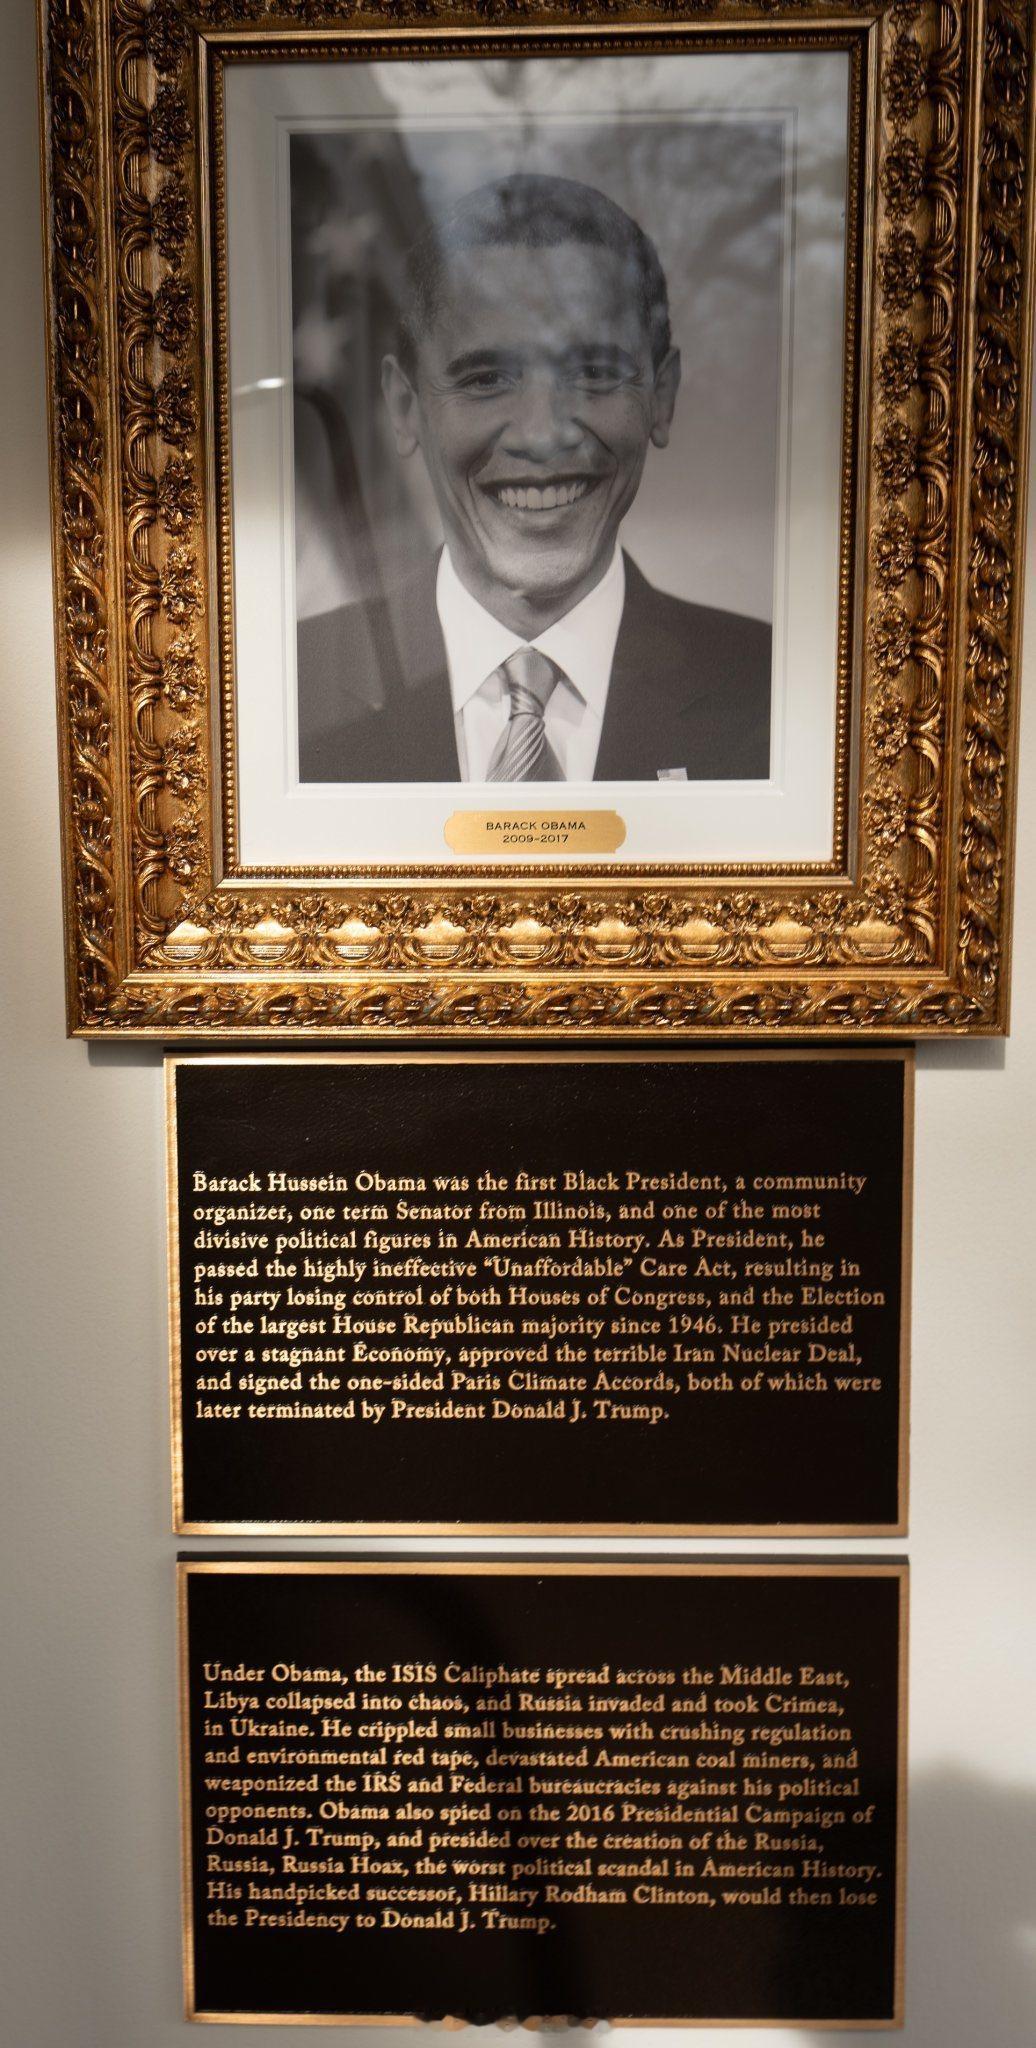 BARACK OBAMA
2009-2017
Barack Hussein Obama was the first Black President, a community
organizer, one term Senator from Illinois, and one of the most
divisive political figures in American History. As President, he
passed the highly ineffective “Unaffordable” Care Act, resulting in
his party losing control of both Houses of Congress, and the Election
of the largest House Republican majority since 1946. He presided
over a stagnant Economy, approved the terrible Iran Nuclear Deal,
and signed the one-sided Paris Climate Accords, both of which were
later terminated by President Donald J. Trump.
Under Obama, the ISIS Caliphate spread across the Middle East,
Libya collapsed into chaos, and Russia invaded and took Crimea,
in Ukraine. He crippled small businesses with crushing regulation
and environmental red tape, devastated American coal miners, and
weaponized the IRS and Federal bureaucracies against his political
opponents. Obama also spied on the 2016 Presidential Campaign of
Donald J. Trump, and presided over the creation of the Russia,
Russia, Russia Hoax, the worst political scandal in American History.
His handpicked successor, Hillary Rodham Clinton, would then lose
the Presidency to Donald J. Trump.